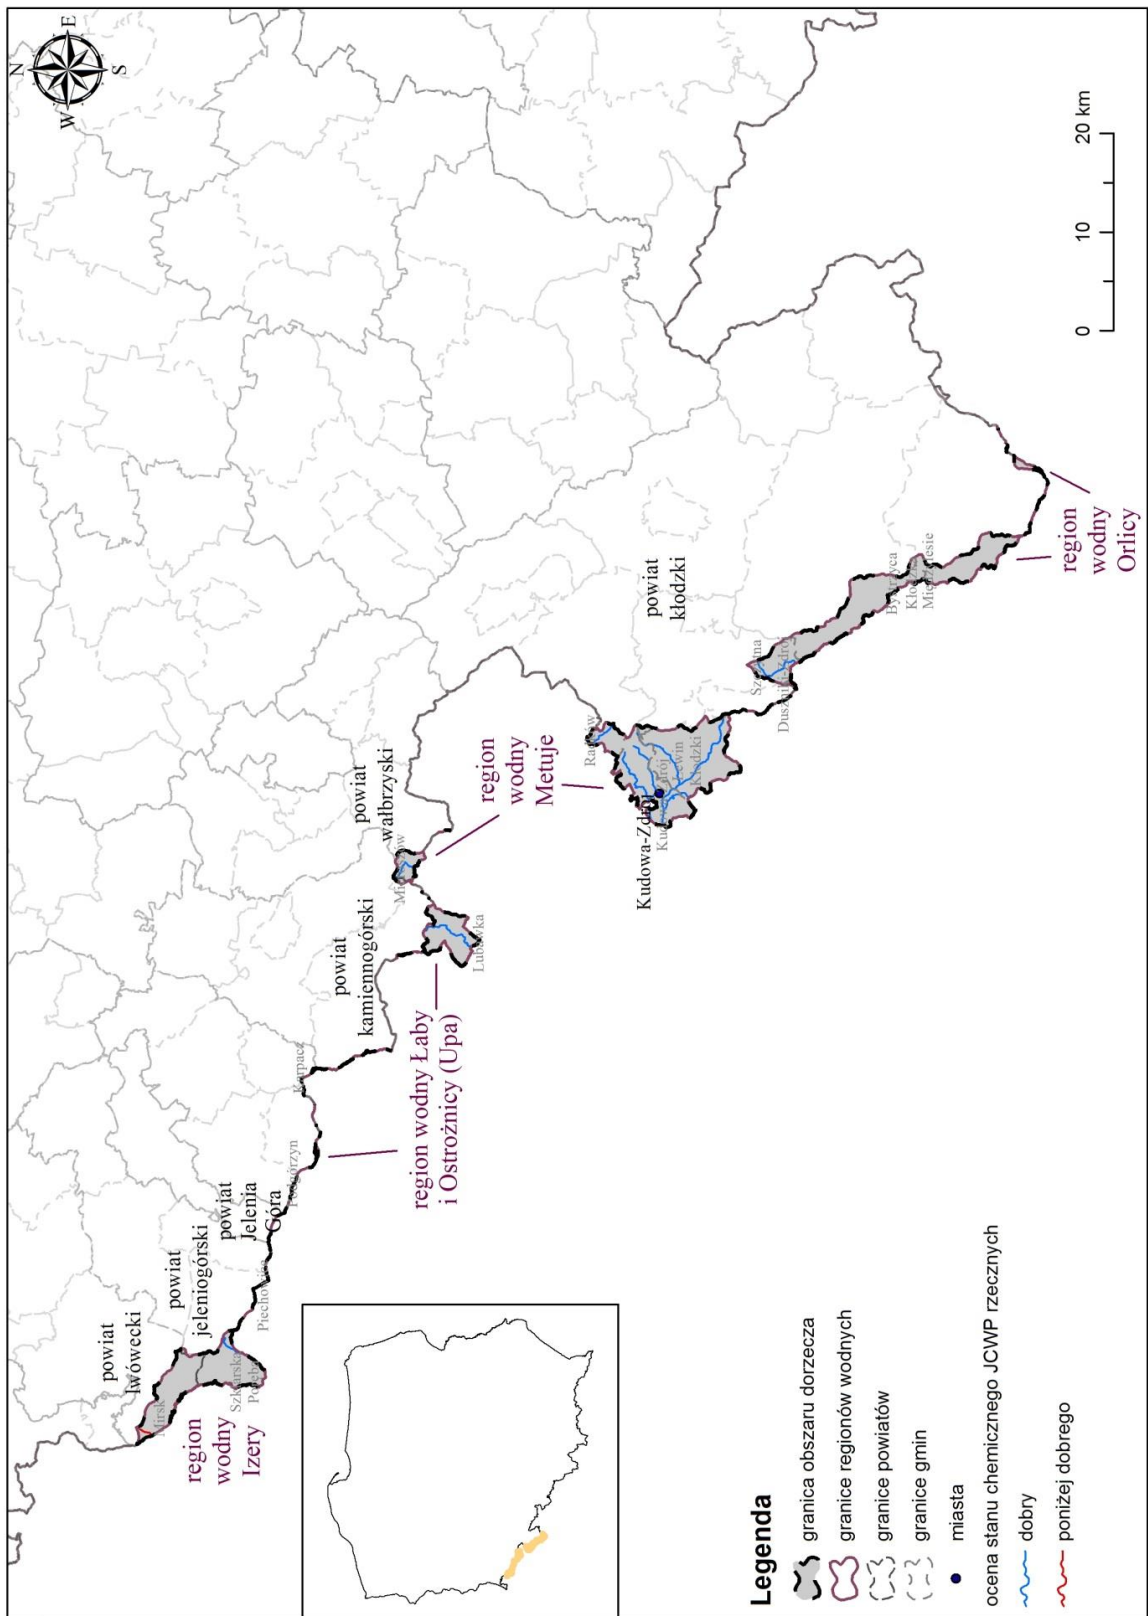 N
E
S
W
powiat
lwówecki
powiat
jeleniogórski
powiat
Jelenia
Góra
powiat
kamiennogórski
powiat
wałbrzyski
powiat
kłodzki
region
wodny
Izery
region wodny Łaby
i Ostrożnicy (Upa)
region
wodny
Metuje
region
wodny
Orlicy
Mirsk
Szklarska
Poręba
Piechowice
Podgórzyn
Karpacz
Lubawka
Mieroszów
Radków
Kudowa-Zdrój
Kudowa-Zdrój
Lewin
Kłodzki
Szczytna
Duszniki-Zdrój
Bystrzyca
Kłodzka
Międzylesie
0 10 20 km
Legenda
granica obszaru dorzecza
granice regionów wodnych
granice powiatów
granice gmin
miasta
ocena stanu chemicznego JCWP rzecznych
dobry
poniżej dobrego